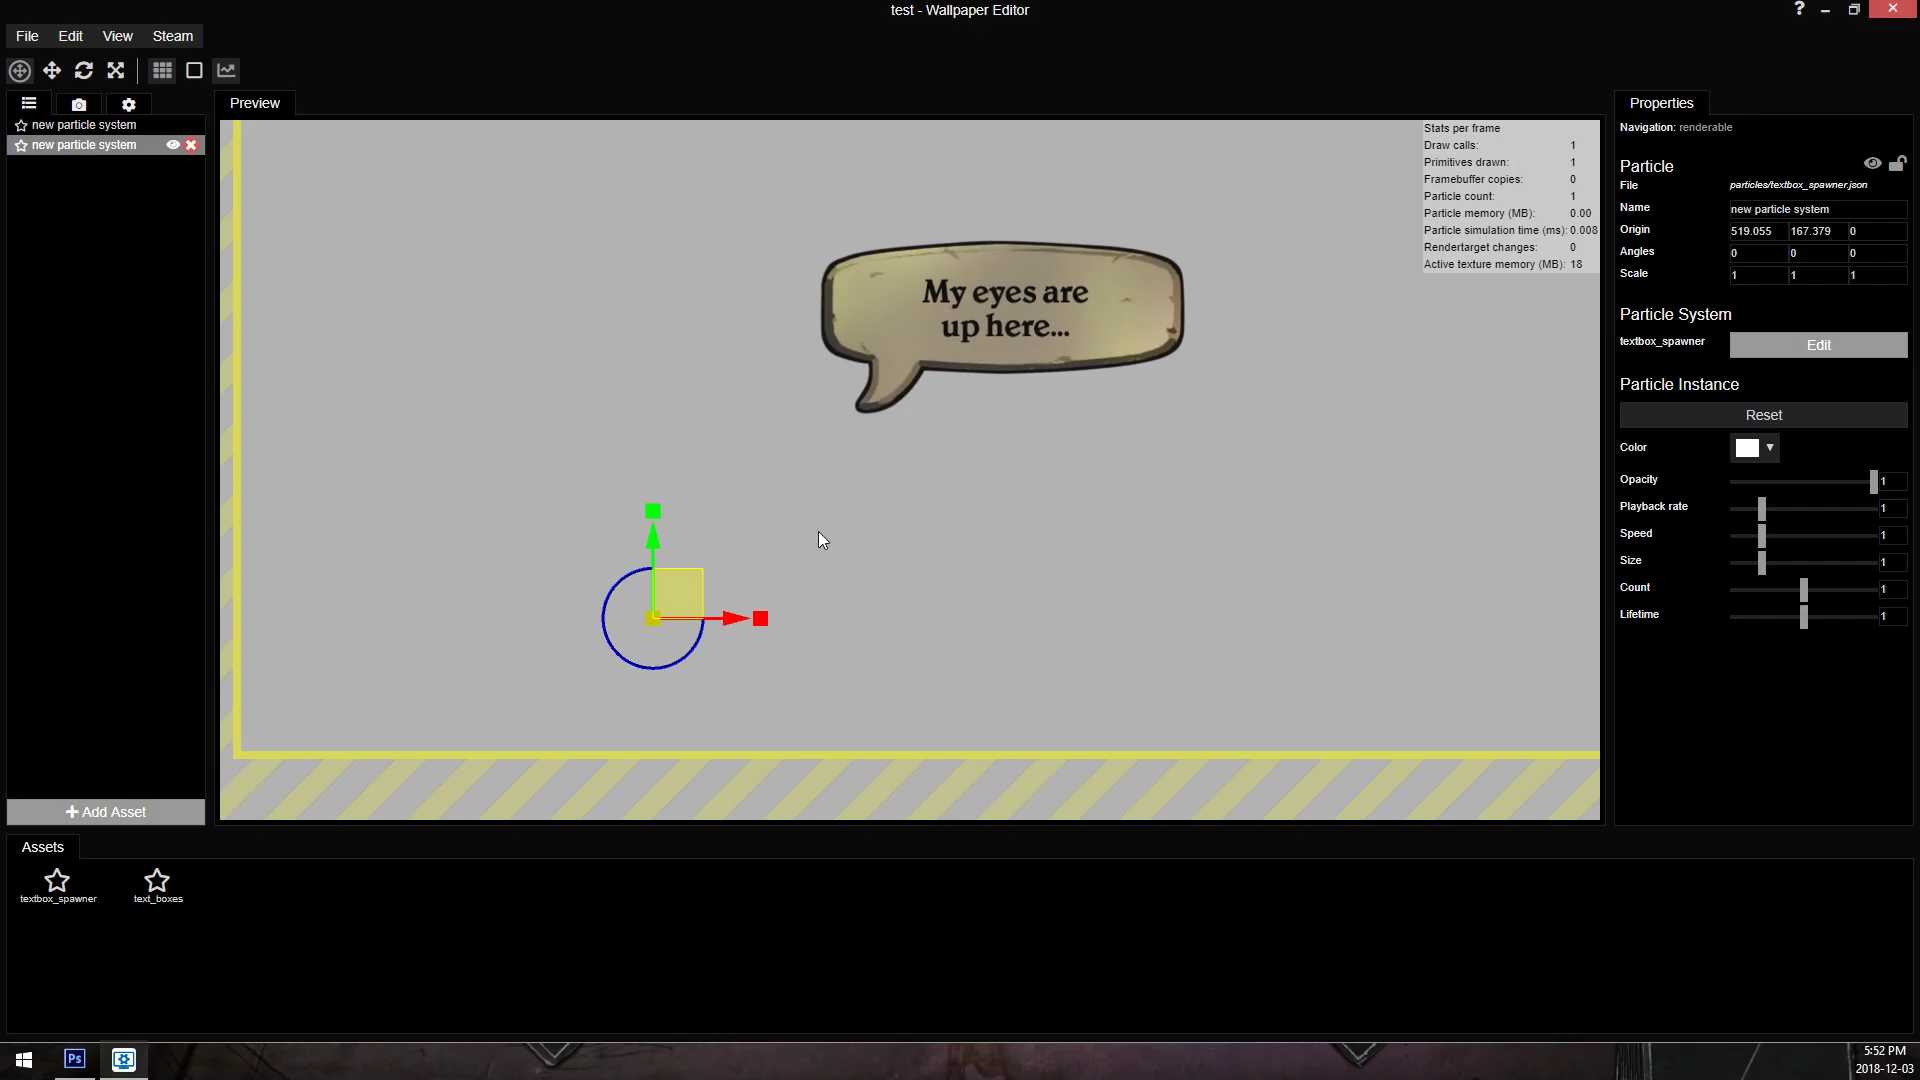 test - Wallpaper Editor
?
File Edit View Steam
new particle system
new particle system
Add Asset
Preview
Stats per frame
Draw calls: 1
Primitives drawn: 1
Framebuffer copies: 0
Particle count: 1
Particle memory (MB): 0.00
Particle simulation time (ms): 0.008
Rendertarget changes: 0
Active texture memory (MB): 18
My eyes are
up here...
Properties
Navigation: renderable
Particle
File particles/textbox_spawner.json
Name new particle system
Origin 519.055 167.379 0
Angles 0 0 0
Scale 1 1 1
Particle System
textbox_spawner Edit
Particle Instance
Reset
Color
Opacity 1
Playback rate 1
Speed 1
Size 1
Count 1
Lifetime 1
Assets
textbox_spawner text_boxes
Ps
5:52 PM
2018-12-03